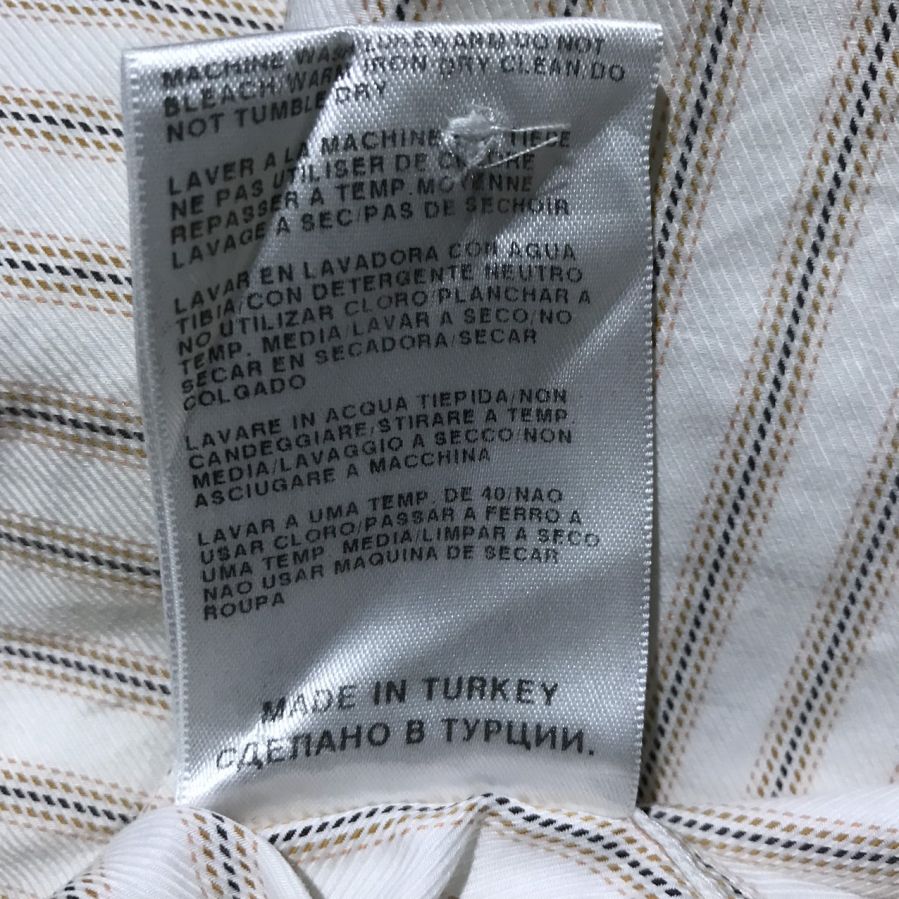 MACHINE WASH LUKEWARM/DO NOT
BLEACH/WARM IRON/DRY CLEAN/DO
NOT TUMBLE DRY
LAVER A LA MACHINE TIEDE
NE PAS UTILISER DE
REPASSER A TEMP. MOYENNE
LAVAGE A SEC/PAS DE SECHOIR
LAVAR EN LAVADORA CON AGUA
TIBIA/CON DETERGENTE NEUTRO
NO UTILIZAR CLORO/PLANCHAR A
TEMP. MEDIA/LAVAR A SECO/NO
SECAR EN SECADORA/SECAR
COLGADO
LAVARE IN ACQUA TIEPIDA/NON
CANDEGGIARE/STIRARE A TEMP.
MEDIA/LAVAGGIO A SECCO/NON
ASCIUGARE A MACCHINA
LAVAR A UMA TEMP. DE 40/NAO
USAR CLORO/PASSAR A FERRO A
UMA TEMP. MEDIA/LIMPAR A SECO
NAO USAR MAQUINA DE SECAR
ROUPA
MADE IN TURKEY
СДЕЛАНО В ТУРЦИИ.